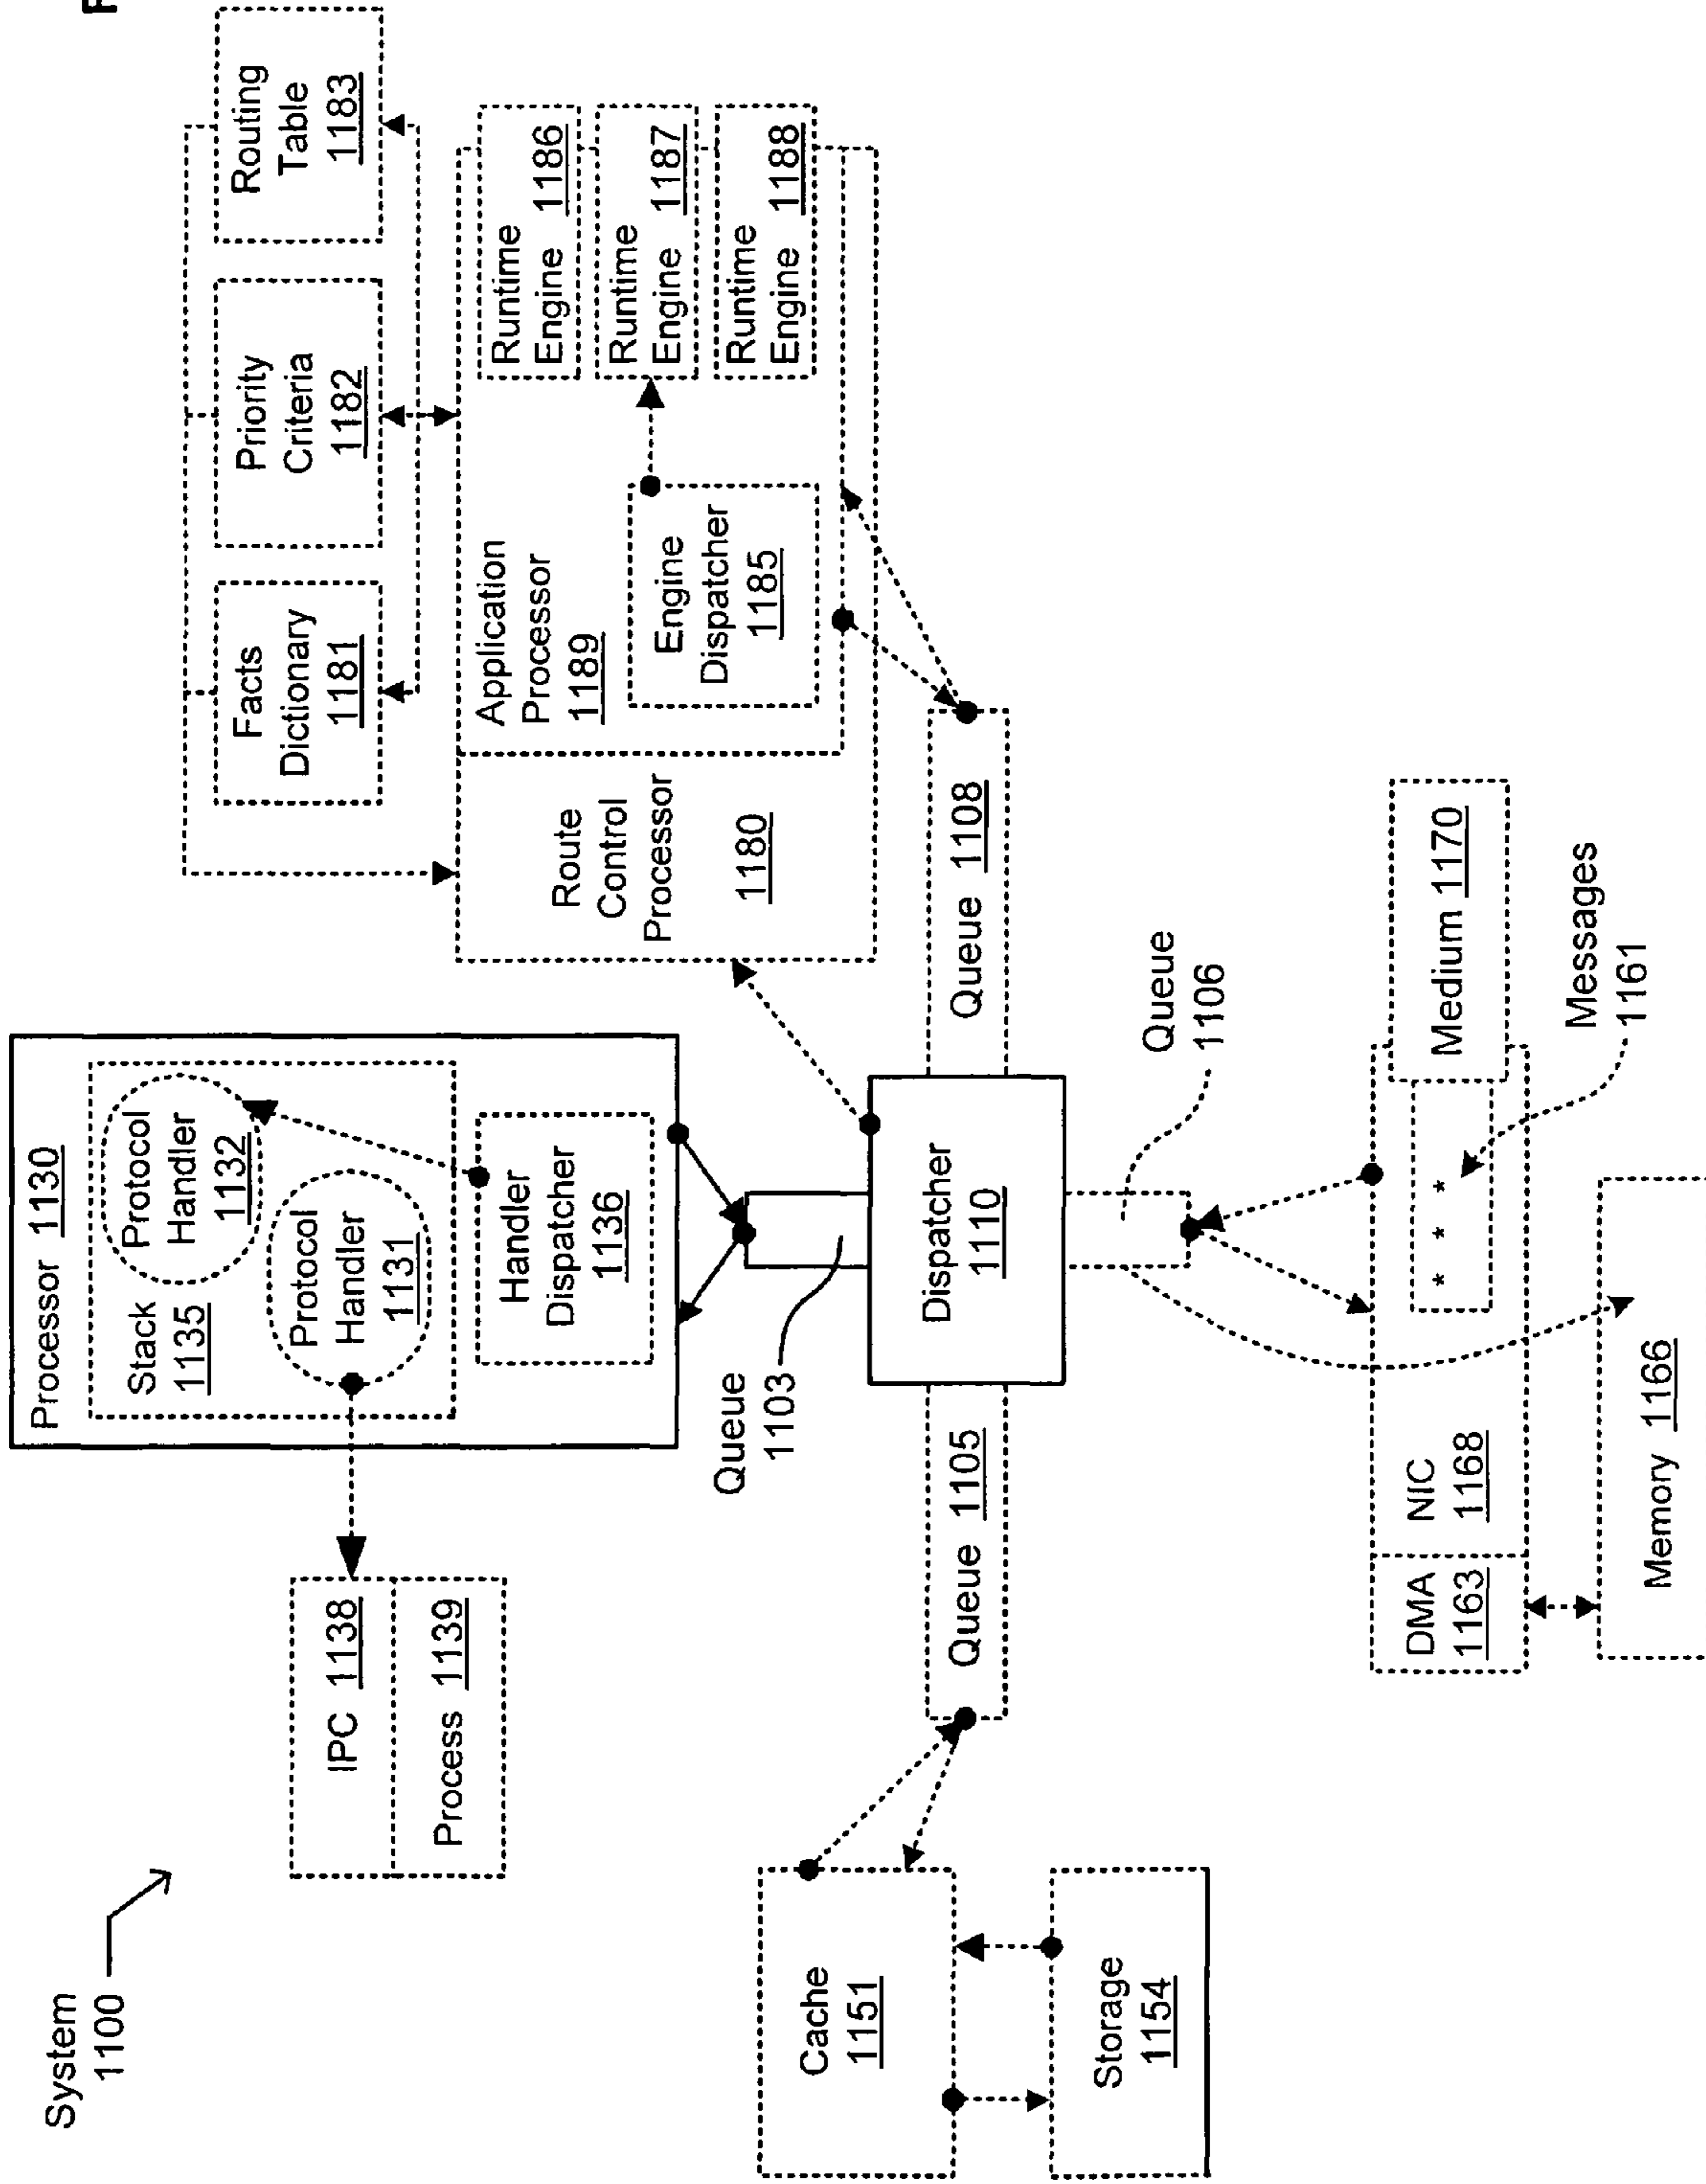 System
1100
IPC 1138
Process 1139
Processor 1130
Stack
1135
Protocol
Handler
1132
Protocol
Handler
1131
Handler
Dispatcher
1136
Facts
Dictionary
1181
Priority
Criteria
1182
Routing
Table
1183
Route
Control
Processor
1180
Application
Processor
1189
Engine
Dispatcher
1185
Runtime
Engine 1186
Runtime
Engine 1187
Runtime
Engine 1188
Queue
1103
Cache
1151
Storage
1154
Queue 1105
Dispatcher
1110
Queue 1108
Queue
1106
DMA
1163
NIC
1168
* * *
Medium 1170
Messages
1161
Memory 1166